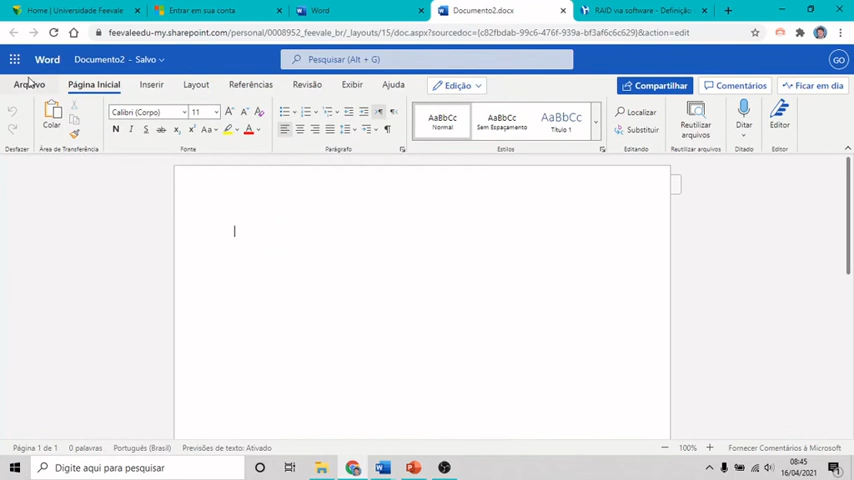 Home | Universidade Feevale
Entrar em sua conta
Word
Documento2.docx
RAID via software - Definição
feevaleedu-my.sharepoint.com/personal/0008952_feevale_br/_layouts/15/doc.aspx?sourcedoc={c82fbdab-99c6-476f-939a-bf3af6c6c629}&action=edit
Word Documento2 - Salvo
Pesquisar (Alt + G)
GO
Arquivo Página Inicial Inserir Layout Referências Revisão Exibir Ajuda Edição Compartilhar Comentários Ficar em dia
Colar
Calibri (Corpo) 11
N I S ab x₂ x² Aa A
AaBbCc AaBbCc AaBbCc
Normal Sem Espaçamento Título 1
Localizar
Substituir
Reutilizar arquivos
Ditar
Editor
Desfazer Área de Transferência Fonte Parágrafo Estilos Editando Reutilizar arquivos Ditado Editor
Página 1 de 1 0 palavras Português (Brasil) Previsões de texto: Ativado 100% Fornecer Comentários à Microsoft
Digite aqui para pesquisar
08:45
16/04/2021